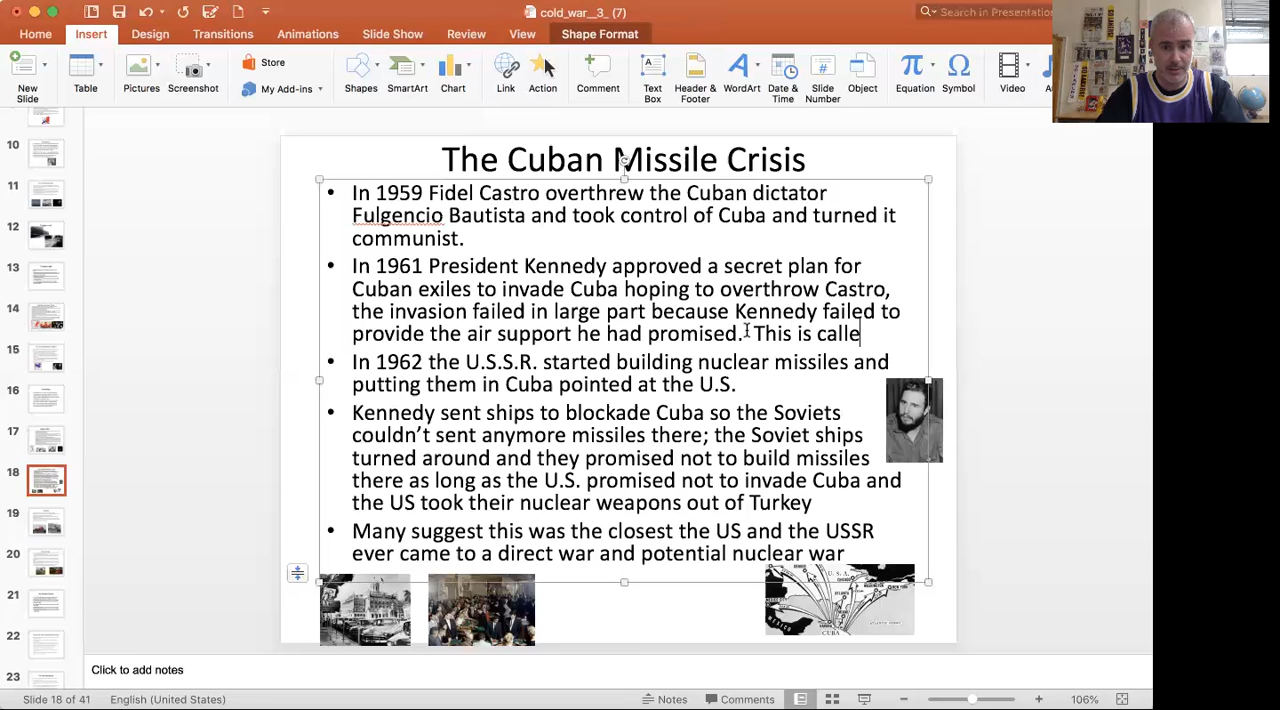 cold_war__3_ (7)
Search in Presentation
Home Insert Design Transitions Animations Slide Show Review View Shape Format
New Slide
Table
Pictures
Screenshot
Store
My Add-ins
Shapes
SmartArt
Chart
Link
Action
Comment
Text Box
Header & Footer
WordArt
Date & Time
Slide Number
Object
Equation
Symbol
Video
10
11
12
13
14
15
16
17
18
19
20
21
22
23
The Cuban Missile Crisis
• In 1959 Fidel Castro overthrew the Cuban dictator
Fulgencio Bautista and took control of Cuba and turned it
communist.
• In 1961 President Kennedy approved a secret plan for
Cuban exiles to invade Cuba hoping to overthrow Castro,
the invasion failed in large part because Kennedy failed to
provide the air support he had promised. This is calle
• In 1962 the U.S.S.R. started building nuclear missiles and
putting them in Cuba pointed at the U.S.
• Kennedy sent ships to blockade Cuba so the Soviets
couldn't send anymore missiles there; the Soviet ships
turned around and they promised not to build missiles
there as long as the U.S. promised not to invade Cuba and
the US took their nuclear weapons out of Turkey
• Many suggest this was the closest the US and the USSR
ever came to a direct war and potential nuclear war
U.S.A.
MEXICO
CUBA
Click to add notes
Slide 18 of 41 English (United States)
Notes Comments 106%